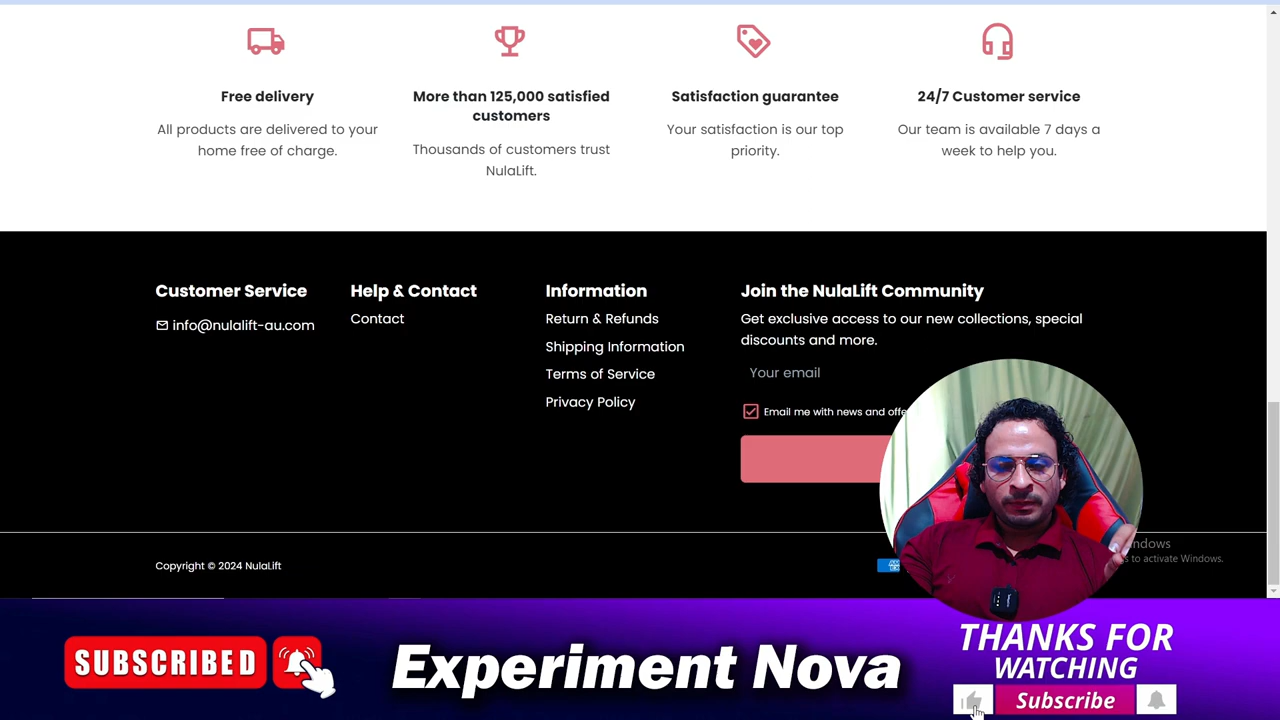 Free delivery
All products are delivered to your
home free of charge.
More than 125,000 satisfied
customers
Thousands of customers trust
NulaLift.
Satisfaction guarantee
Your satisfaction is our top
priority.
24/7 Customer service
Our team is available 7 days a
week to help you.
Customer Service
info@nulalift-au.com
Help & Contact
Contact
Information
Return & Refunds
Shipping Information
Terms of Service
Privacy Policy
Join the NulaLift Community
Get exclusive access to our new collections, special
discounts and more.
Your email
Email me with news and offe
ndows
s to activate Windows.
Copyright © 2024 NulaLift
SUBSCRIBED
Experiment Nova
THANKS FOR
WATCHING
Subscribe